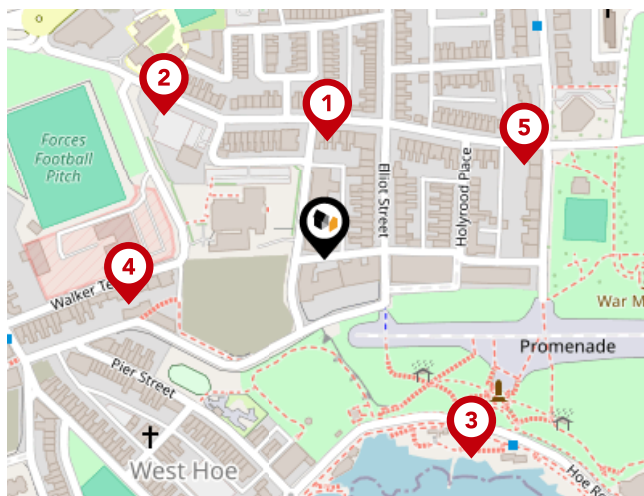 2
1
5
Forces
Football
Pitch
Elliot Street
Holyrood Place
4
Walker Te
War M
Promenade
Pier Street
3
West Hoe
Hoe Ro